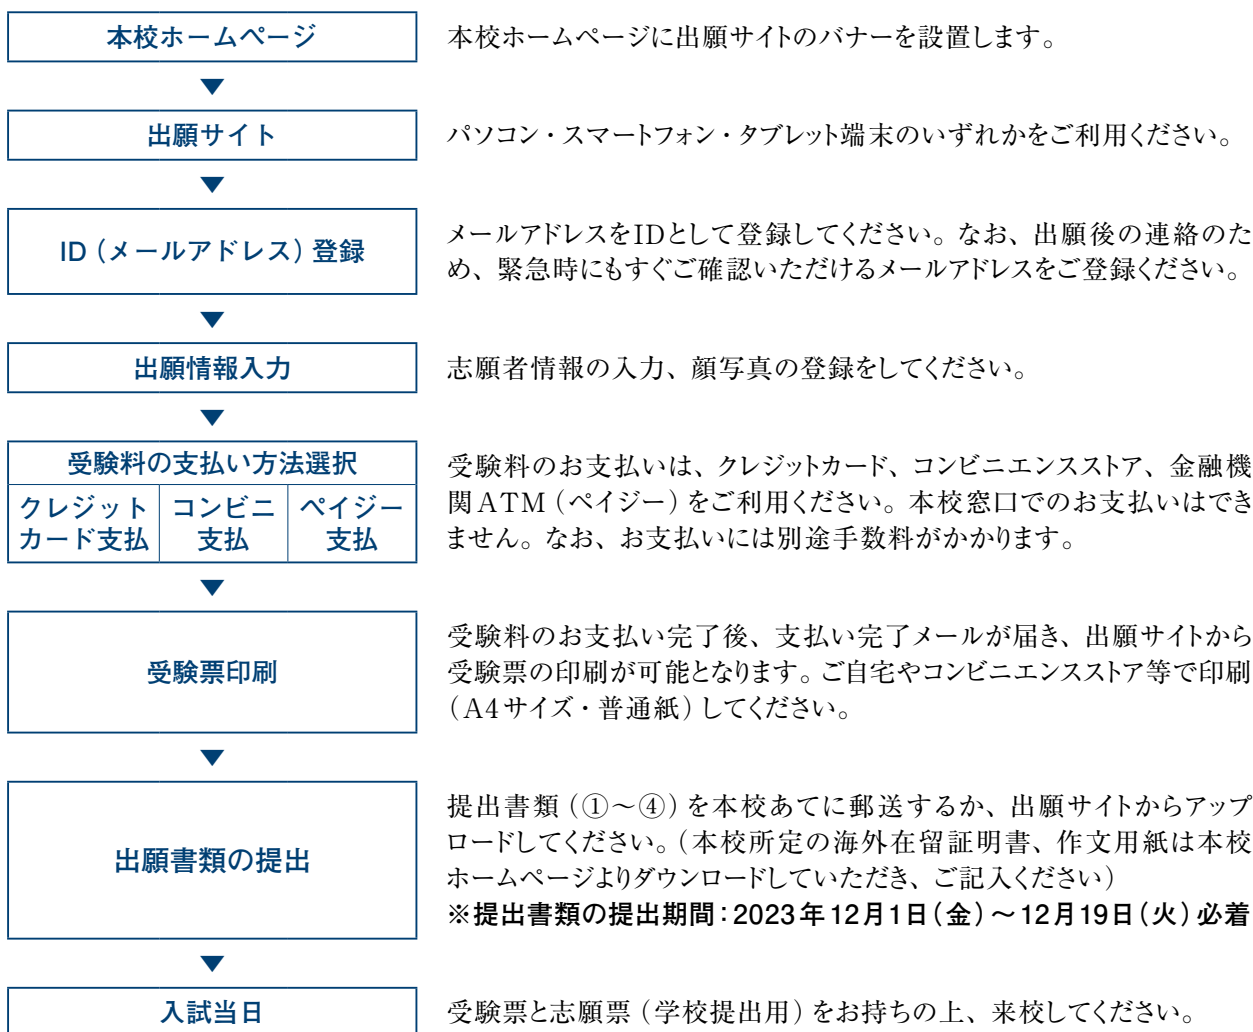 本校ホームページ
本校ホームページに出願サイトのバナーを設置します。
▼
出願サイト
パソコン・スマートフォン・タブレット端末のいずれかをご利用ください。
▼
ID（メールアドレス）登録
メールアドレスをIDとして登録してください。なお、出願後の連絡のた
め、緊急時にもすぐご確認いただけるメールアドレスをご登録ください。
▼
出願情報入力
志願者情報の入力、顔写真の登録をしてください。
▼
受験料の支払い方法選択
クレジット
カード支払
コンビニ
支払
ペイジー
支払
受験料のお支払いは、クレジットカード、コンビニエンスストア、金融機
関ATM（ペイジー）をご利用ください。本校窓口でのお支払いはでき
ません。なお、お支払いには別途手数料がかかります。
▼
受験票印刷
受験料のお支払い完了後、支払い完了メールが届き、出願サイトから
受験票の印刷が可能となります。ご自宅やコンビニエンスストア等で印刷
（A4サイズ・普通紙）してください。
▼
出願書類の提出
提出書類（①～④）を本校あてに郵送するか、出願サイトからアップ
ロードしてください。（本校所定の海外在留証明書、作文用紙は本校
ホームページよりダウンロードしていただき、ご記入ください）
※提出書類の提出期間：2023年12月1日（金）～12月19日（火）必着
▼
入試当日
受験票と志願票（学校提出用）をお持ちの上、来校してください。